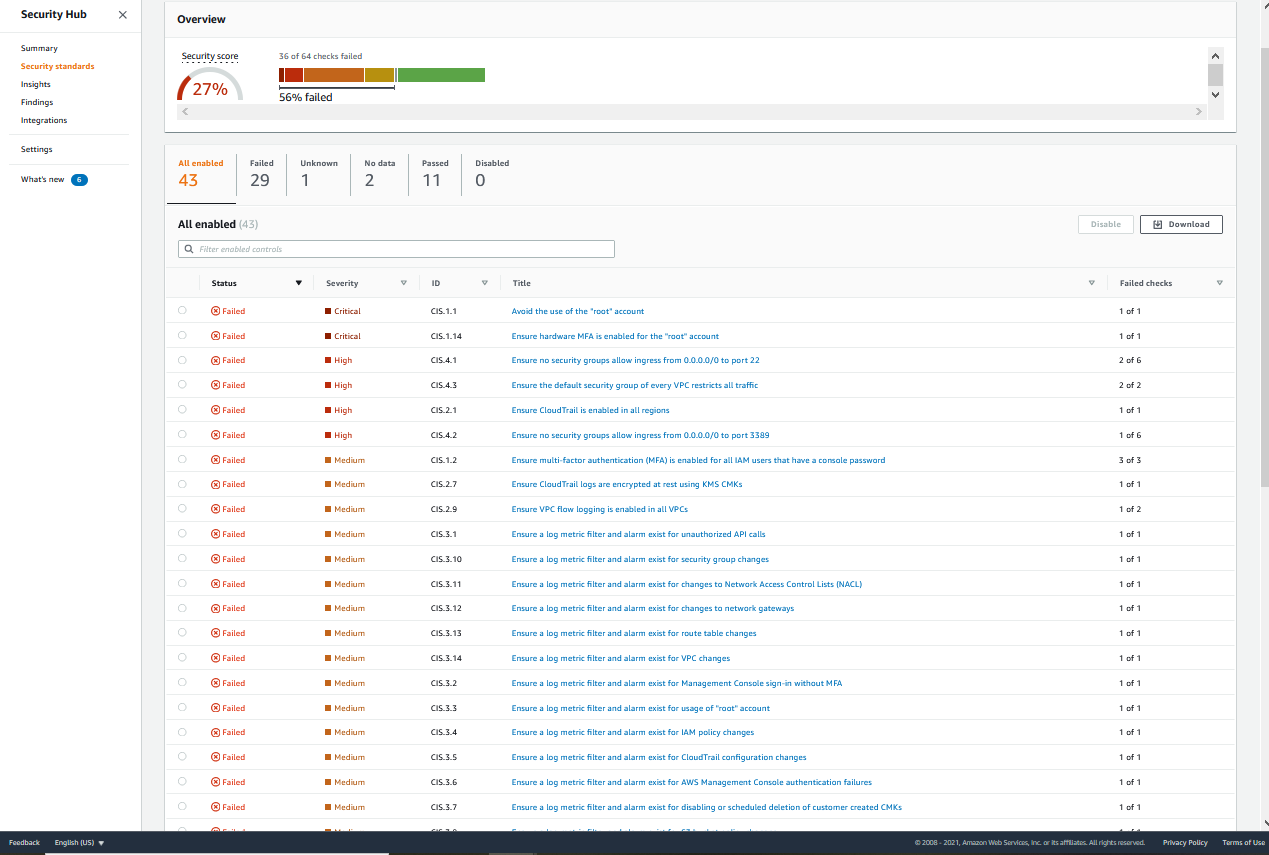 Security Hub
Summary
Security standards
Insights
Findings
Integrations
Settings
What's new 6
Overview
Security score
27%
36 of 64 checks failed
56% failed
All enabled Failed Unknown No data Passed Disabled
43 29 1 2 11 0
All enabled (43)
Disable Download
Filter enabled controls
Status Severity ID Title Failed checks
Failed Critical CIS.1.1 Avoid the use of the "root" account 1 of 1
Failed Critical CIS.1.14 Ensure hardware MFA is enabled for the "root" account 1 of 1
Failed High CIS.4.1 Ensure no security groups allow ingress from 0.0.0.0/0 to port 22 2 of 6
Failed High CIS.4.3 Ensure the default security group of every VPC restricts all traffic 2 of 2
Failed High CIS.2.1 Ensure CloudTrail is enabled in all regions 1 of 1
Failed High CIS.4.2 Ensure no security groups allow ingress from 0.0.0.0/0 to port 3389 1 of 6
Failed Medium CIS.1.2 Ensure multi-factor authentication (MFA) is enabled for all IAM users that have a console password 3 of 3
Failed Medium CIS.2.7 Ensure CloudTrail logs are encrypted at rest using KMS CMKs 1 of 1
Failed Medium CIS.2.9 Ensure VPC flow logging is enabled in all VPCs 1 of 2
Failed Medium CIS.3.1 Ensure a log metric filter and alarm exist for unauthorized API calls 1 of 1
Failed Medium CIS.3.10 Ensure a log metric filter and alarm exist for security group changes 1 of 1
Failed Medium CIS.3.11 Ensure a log metric filter and alarm exist for changes to Network Access Control Lists (NACL) 1 of 1
Failed Medium CIS.3.12 Ensure a log metric filter and alarm exist for changes to network gateways 1 of 1
Failed Medium CIS.3.13 Ensure a log metric filter and alarm exist for route table changes 1 of 1
Failed Medium CIS.3.14 Ensure a log metric filter and alarm exist for VPC changes 1 of 1
Failed Medium CIS.3.2 Ensure a log metric filter and alarm exist for Management Console sign-in without MFA 1 of 1
Failed Medium CIS.3.3 Ensure a log metric filter and alarm exist for usage of "root" account 1 of 1
Failed Medium CIS.3.4 Ensure a log metric filter and alarm exist for IAM policy changes 1 of 1
Failed Medium CIS.3.5 Ensure a log metric filter and alarm exist for CloudTrail configuration changes 1 of 1
Failed Medium CIS.3.6 Ensure a log metric filter and alarm exist for AWS Management Console authentication failures 1 of 1
Failed Medium CIS.3.7 Ensure a log metric filter and alarm exist for disabling or scheduled deletion of customer created CMKs 1 of 1
Feedback English (US) © 2008 - 2021, Amazon Web Services, Inc. or its affiliates. All rights reserved. Privacy Policy Terms of Use